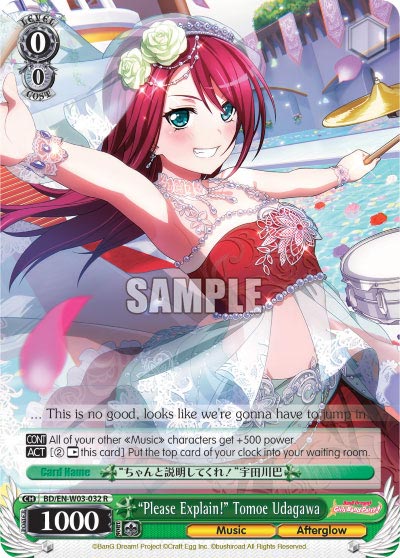 LEVEL
0
0
COST
SAMPLE
... This is no good, looks like we're gonna have to jump in.
CONT All of your other «Music» characters get +500 power.
ACT [② ▭ this card] Put the top card of your clock into your waiting room.
Card Name “ちゃんと説明してくれ！”宇田川巴
CH BD/EN-W03-032 R
POWER 1000 "Please Explain!" Tomoe Udagawa
Music Afterglow
©BanG Dream! Project ©Craft Egg Inc. ©bushiroad All Rights Reserved.